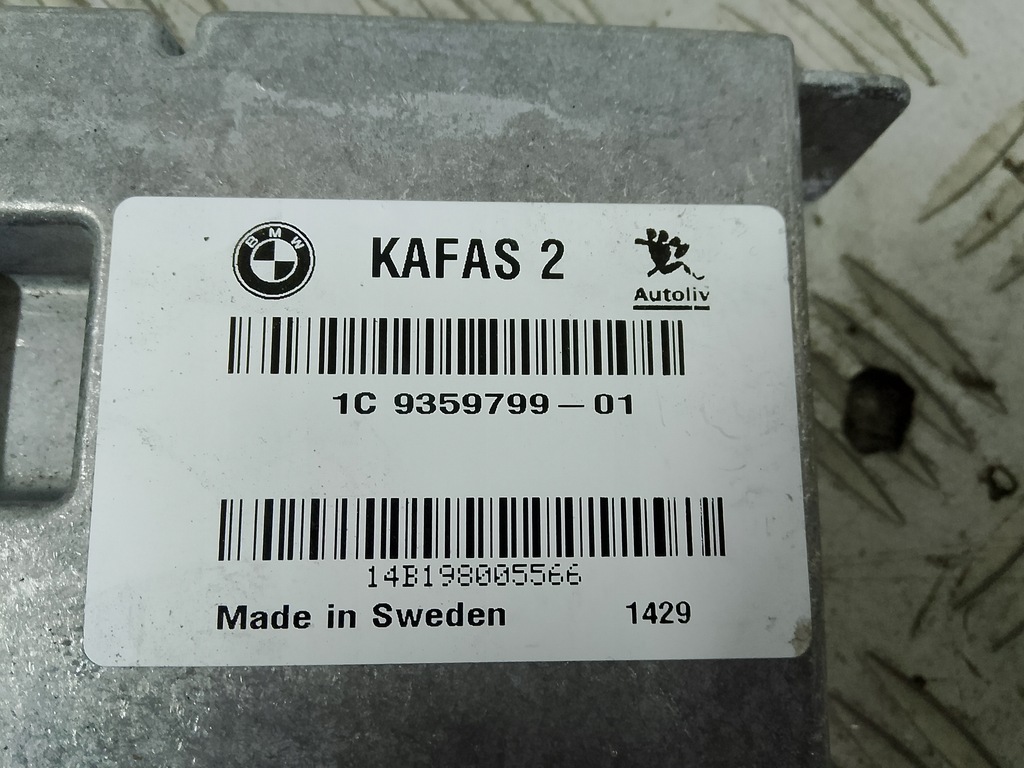 BMW KAFAS 2 Autoliv
1C 9359799-01
14B198005566
Made in Sweden 1429